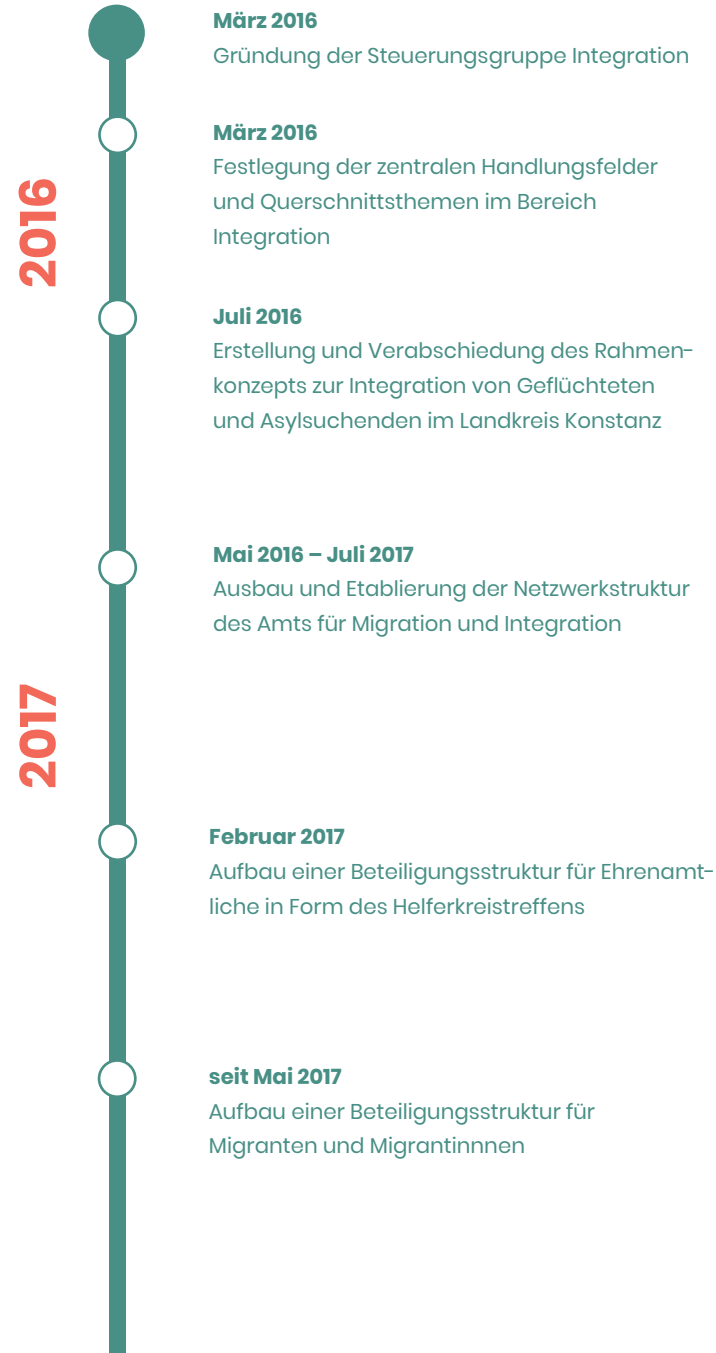 März 2016
Gründung der Steuerungsgruppe Integration
März 2016
Festlegung der zentralen Handlungsfelder
und Querschnittsthemen im Bereich
Integration
2016
Juli 2016
Erstellung und Verabschiedung des Rahmen-
konzepts zur Integration von Geflüchteten
und Asylsuchenden im Landkreis Konstanz
Mai 2016 – Juli 2017
Ausbau und Etablierung der Netzwerkstruktur
des Amts für Migration und Integration
2017
Februar 2017
Aufbau einer Beteiligungsstruktur für Ehrenamt-
liche in Form des Helferkreistreffens
seit Mai 2017
Aufbau einer Beteiligungsstruktur für
Migranten und Migrantinnnen